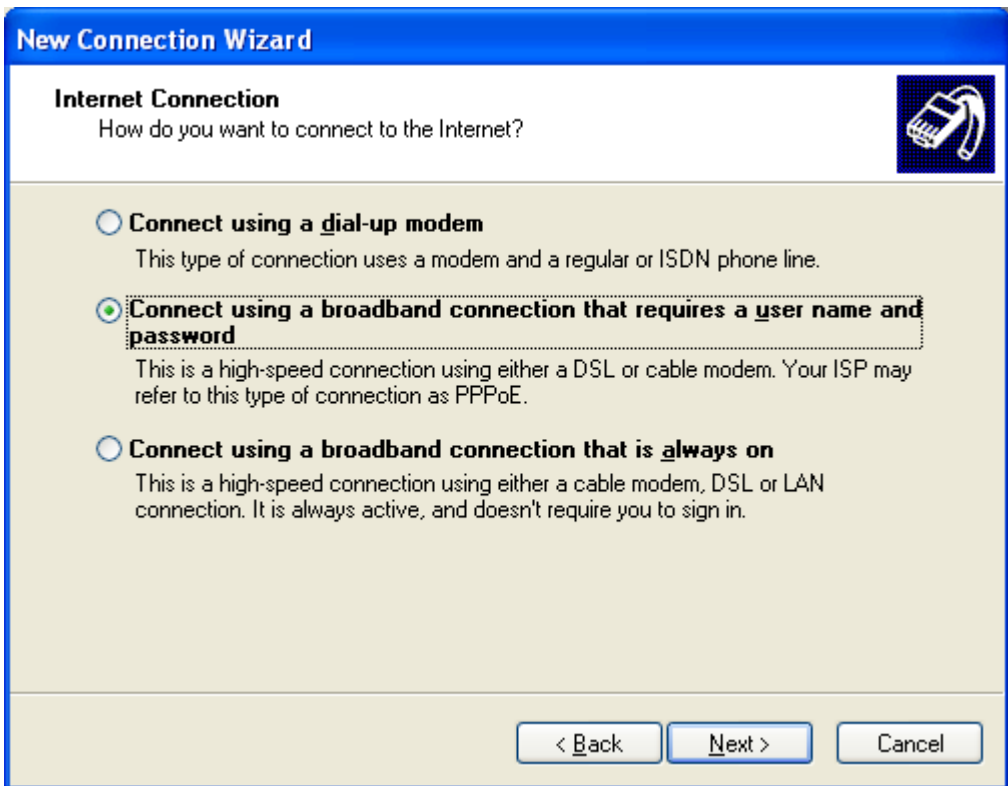 New Connection Wizard
Internet Connection
How do you want to connect to the Internet?
Connect using a dial-up modem
This type of connection uses a modem and a regular or ISDN phone line.
Connect using a broadband connection that requires a user name and
password
This is a high-speed connection using either a DSL or cable modem. Your ISP may
refer to this type of connection as PPPoE.
Connect using a broadband connection that is always on
This is a high-speed connection using either a cable modem, DSL or LAN
connection. It is always active, and doesn't require you to sign in.
< Back Next > Cancel